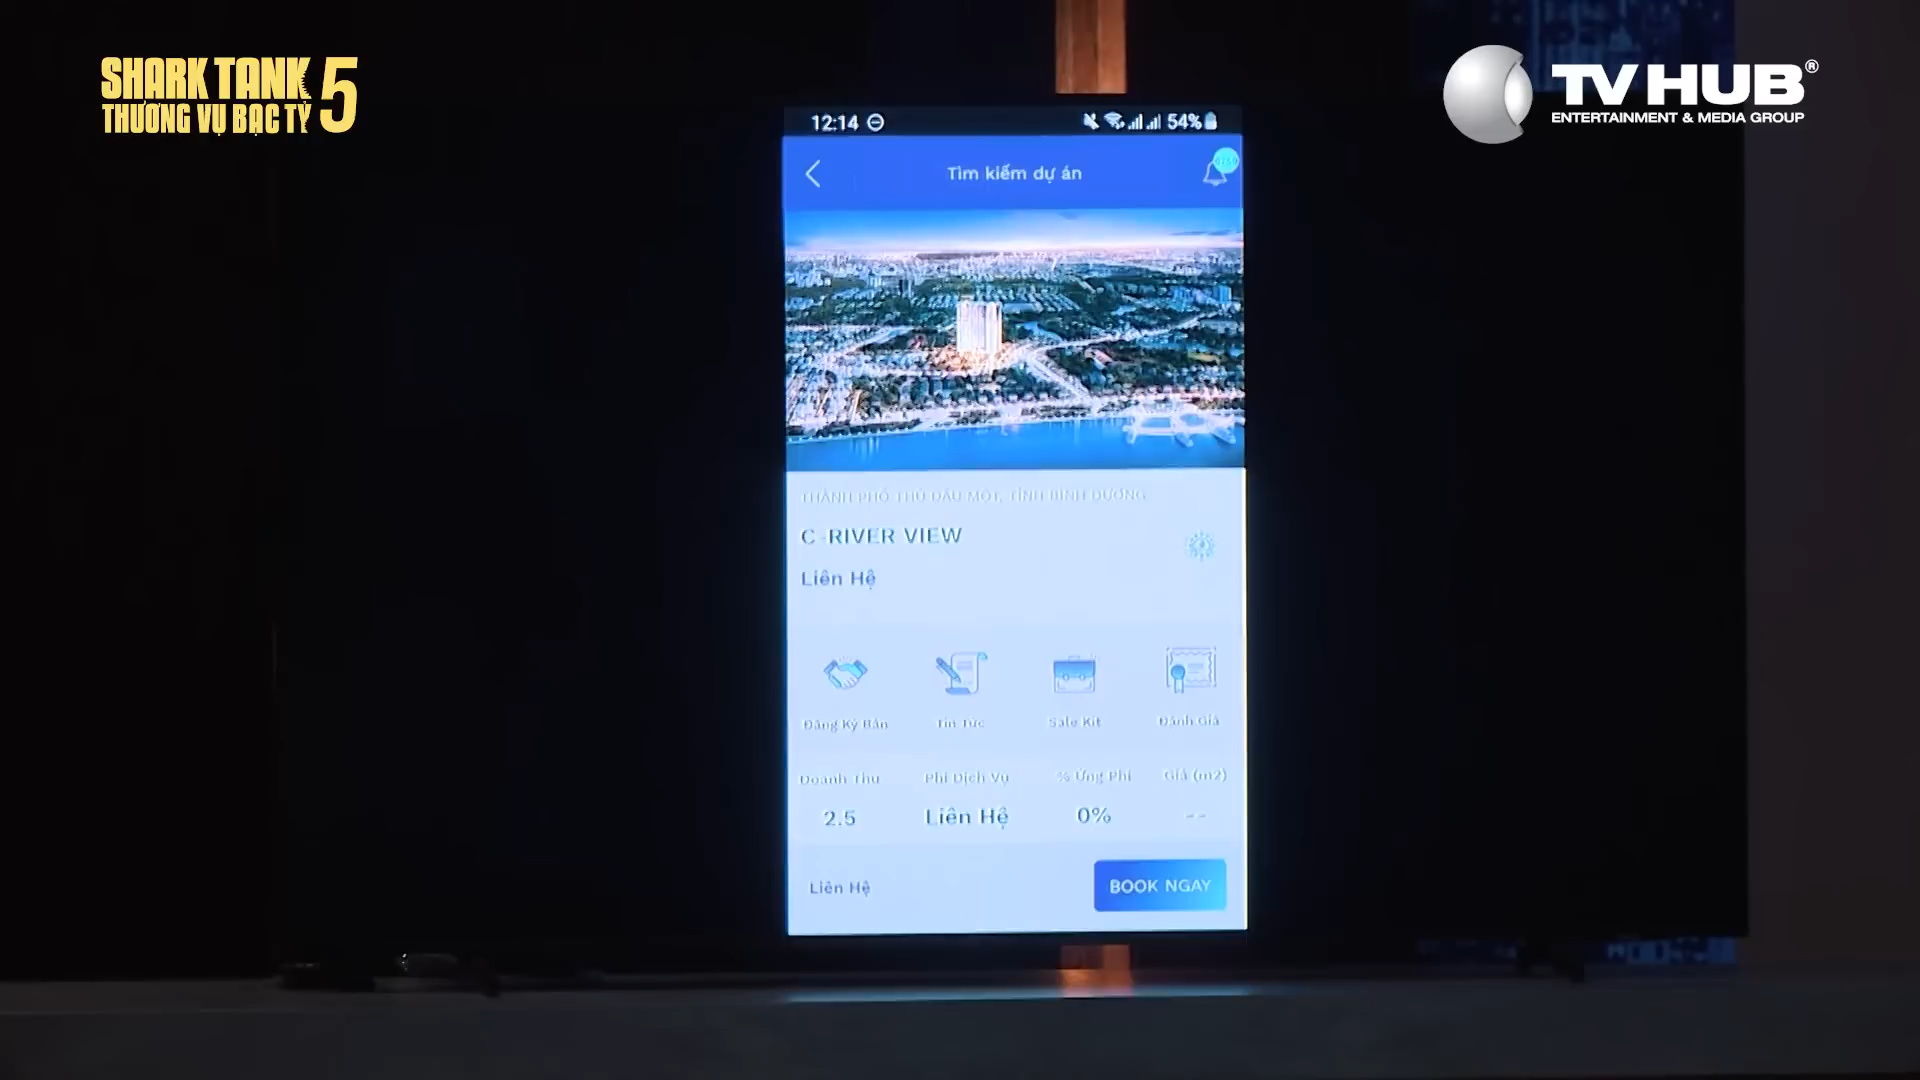 SHARK TANK 5
THƯƠNG VỤ BẠC TỶ
TV HUB®
ENTERTAINMENT & MEDIA GROUP
12:14
54%
Tìm kiếm dự án
THÀNH PHỐ THỦ DẦU MỘT, TỈNH BÌNH DƯƠNG
C -RIVER VIEW
Liên Hệ
Đăng Ký Bán Tin Tức Sale Kit Đánh Giá
Doanh Thu Phí Dịch Vụ % Ứng Phí Giá (m2)
2.5 Liên Hệ 0% --
Liên Hệ BOOK NGAY